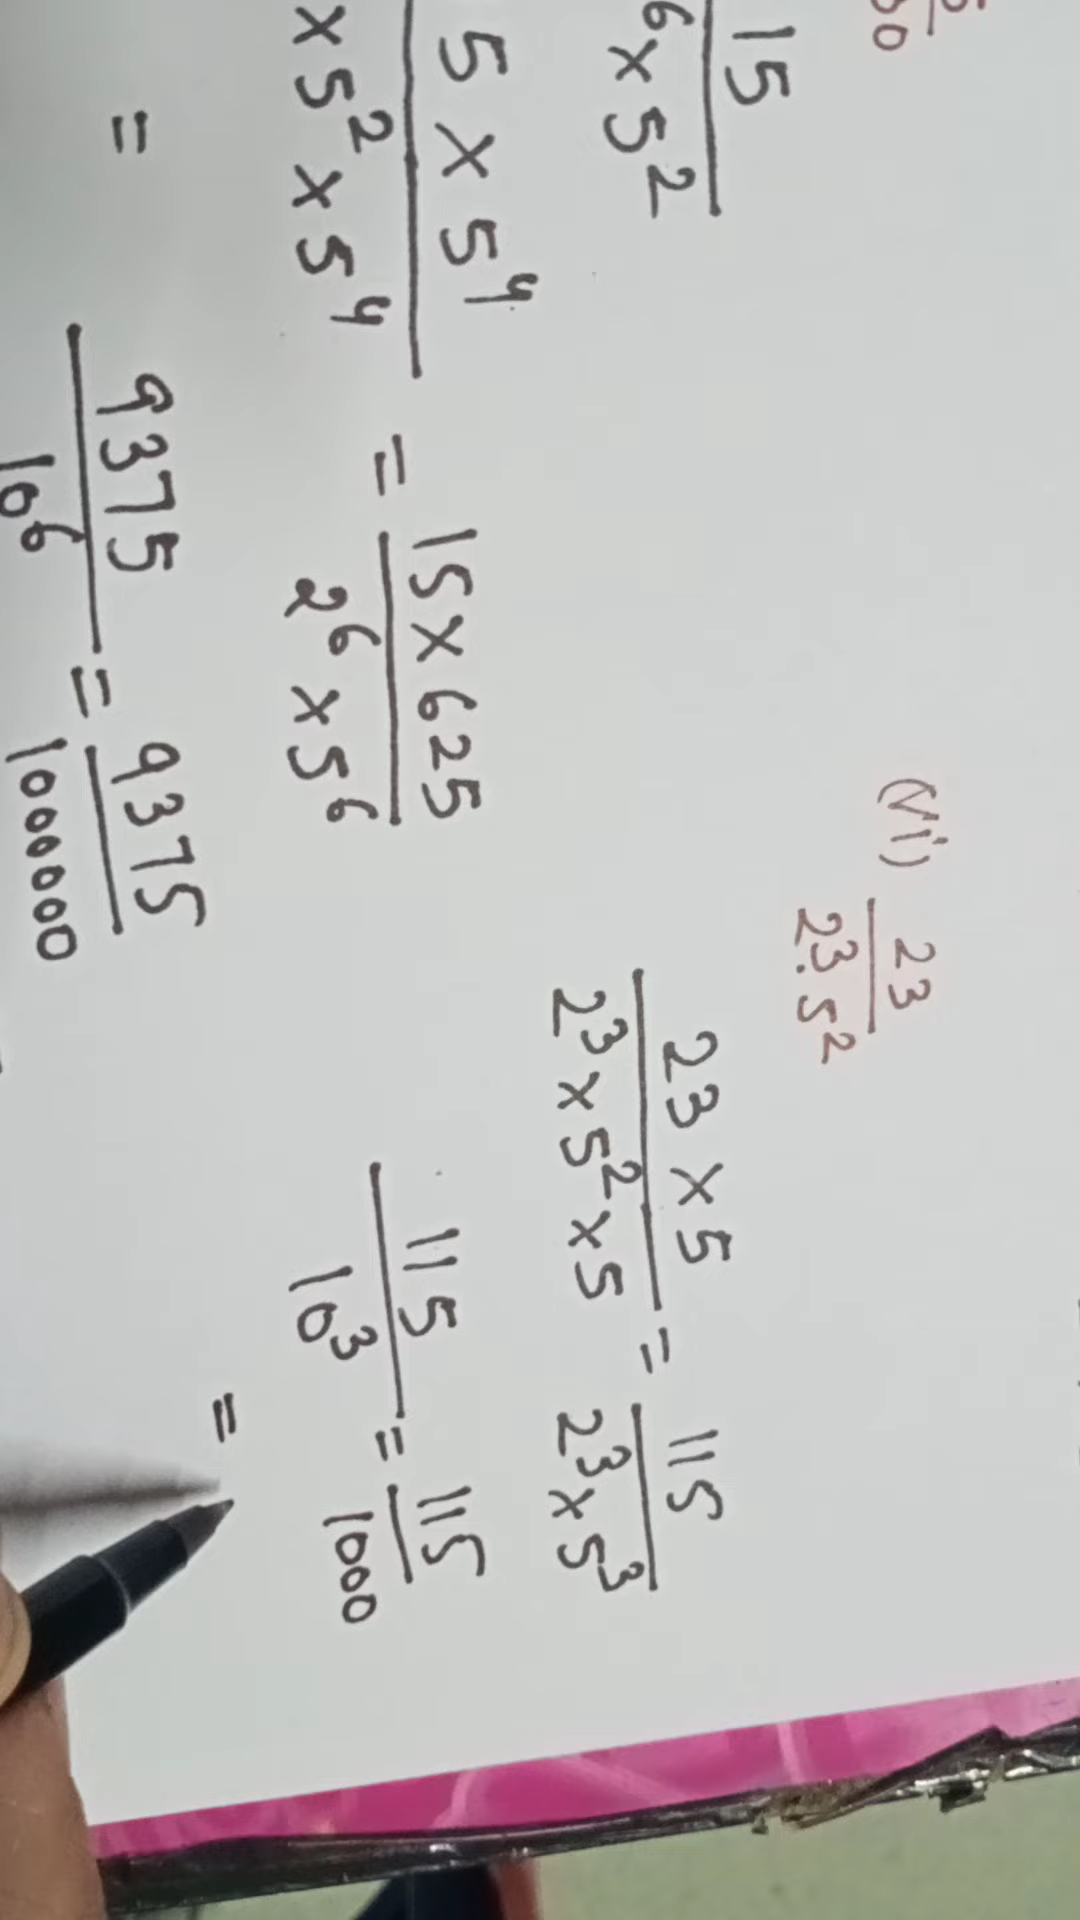 15
6 × 5²
5 × 5⁴
× 5² × 5⁴
= 15 × 625
2⁶ × 5⁶
=
9375
10⁶
= 9375
1000000
(vi) 23
2³. 5²
23 × 5
2³ × 5² × 5
= 115
2³ × 5³
115
10³
= 115
1000
=